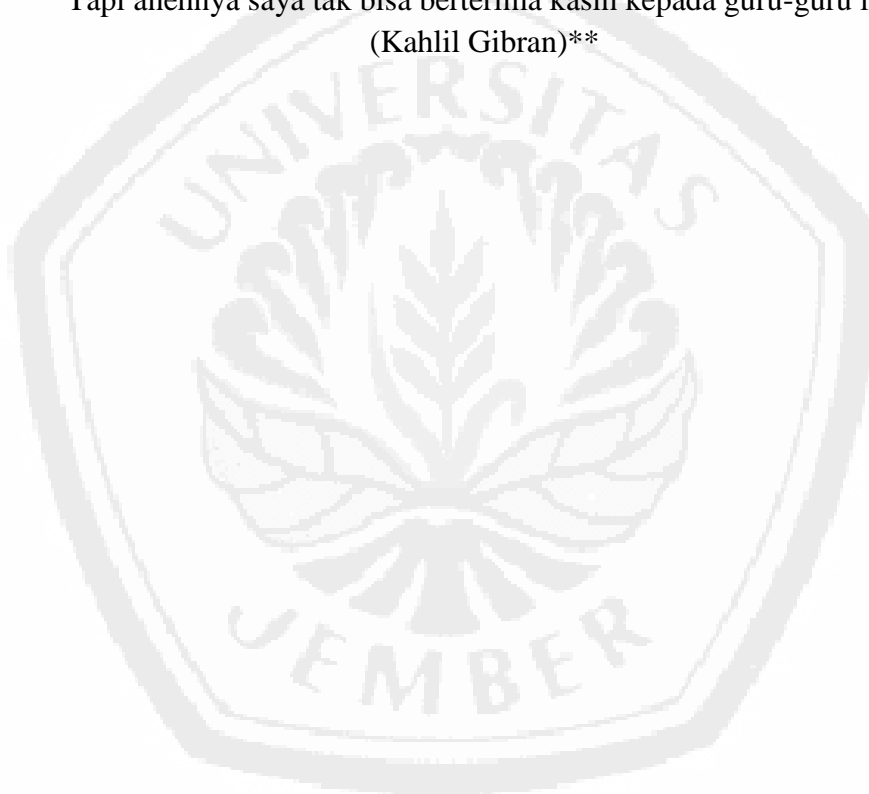 Tapi anehnya saya tak bisa berterima kasih kepada guru-guru
(Kahlil Gibran)**
UNIVERSITAS
JEMBER